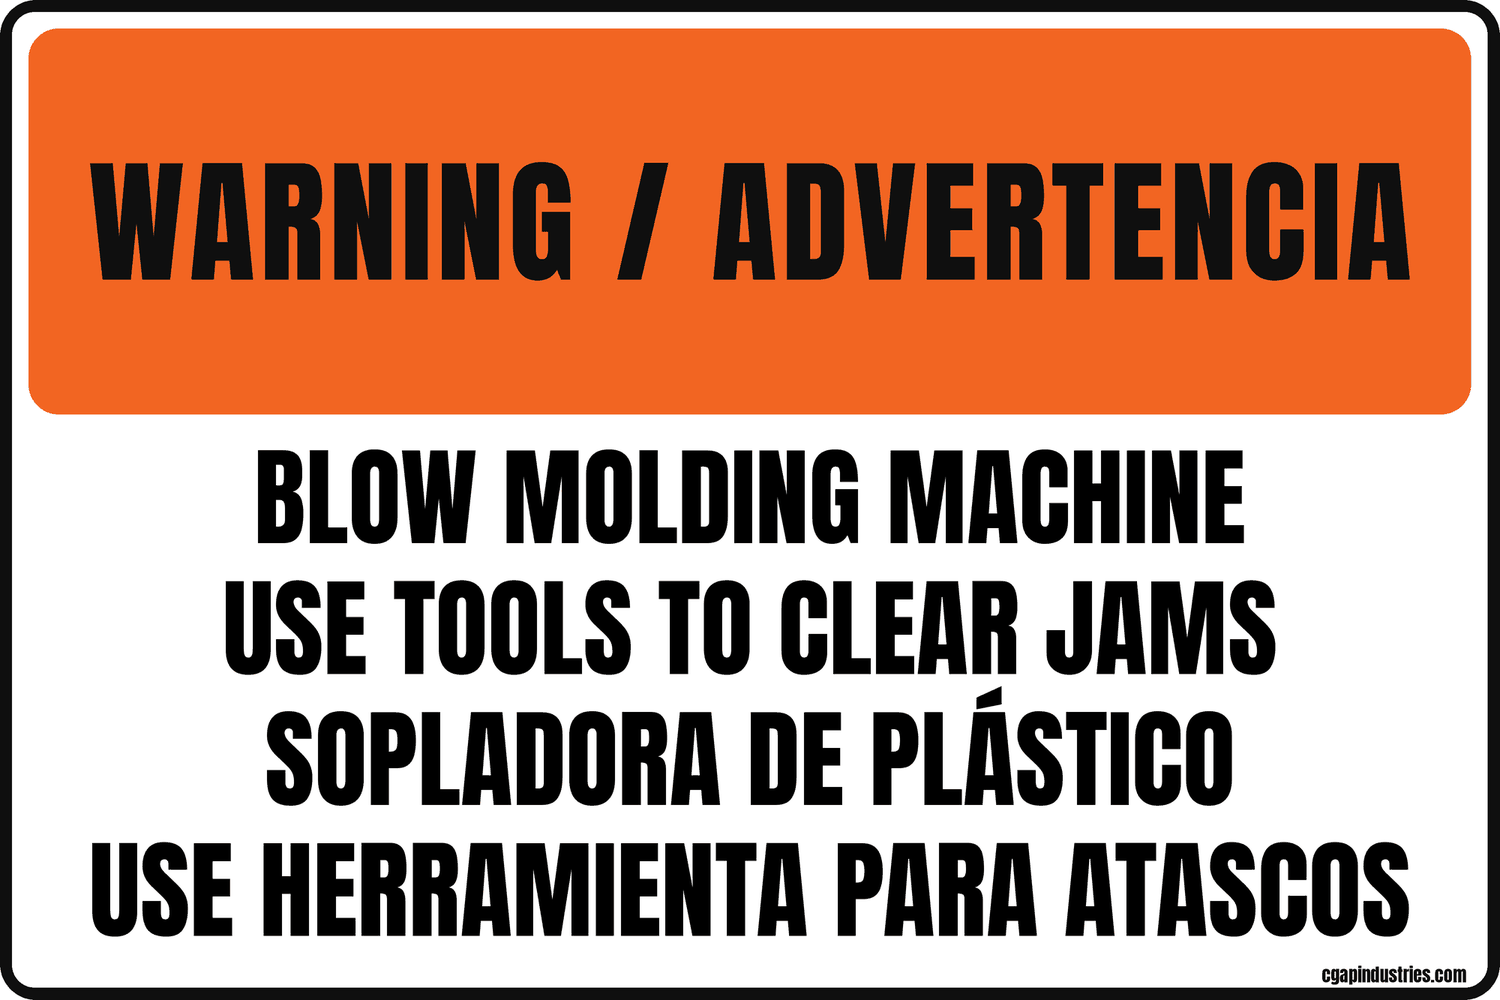 WARNING / ADVERTENCIA
BLOW MOLDING MACHINE
USE TOOLS TO CLEAR JAMS
SOPLADORA DE PLÁSTICO
USE HERRAMIENTA PARA ATASCOS
cgapindustries.com